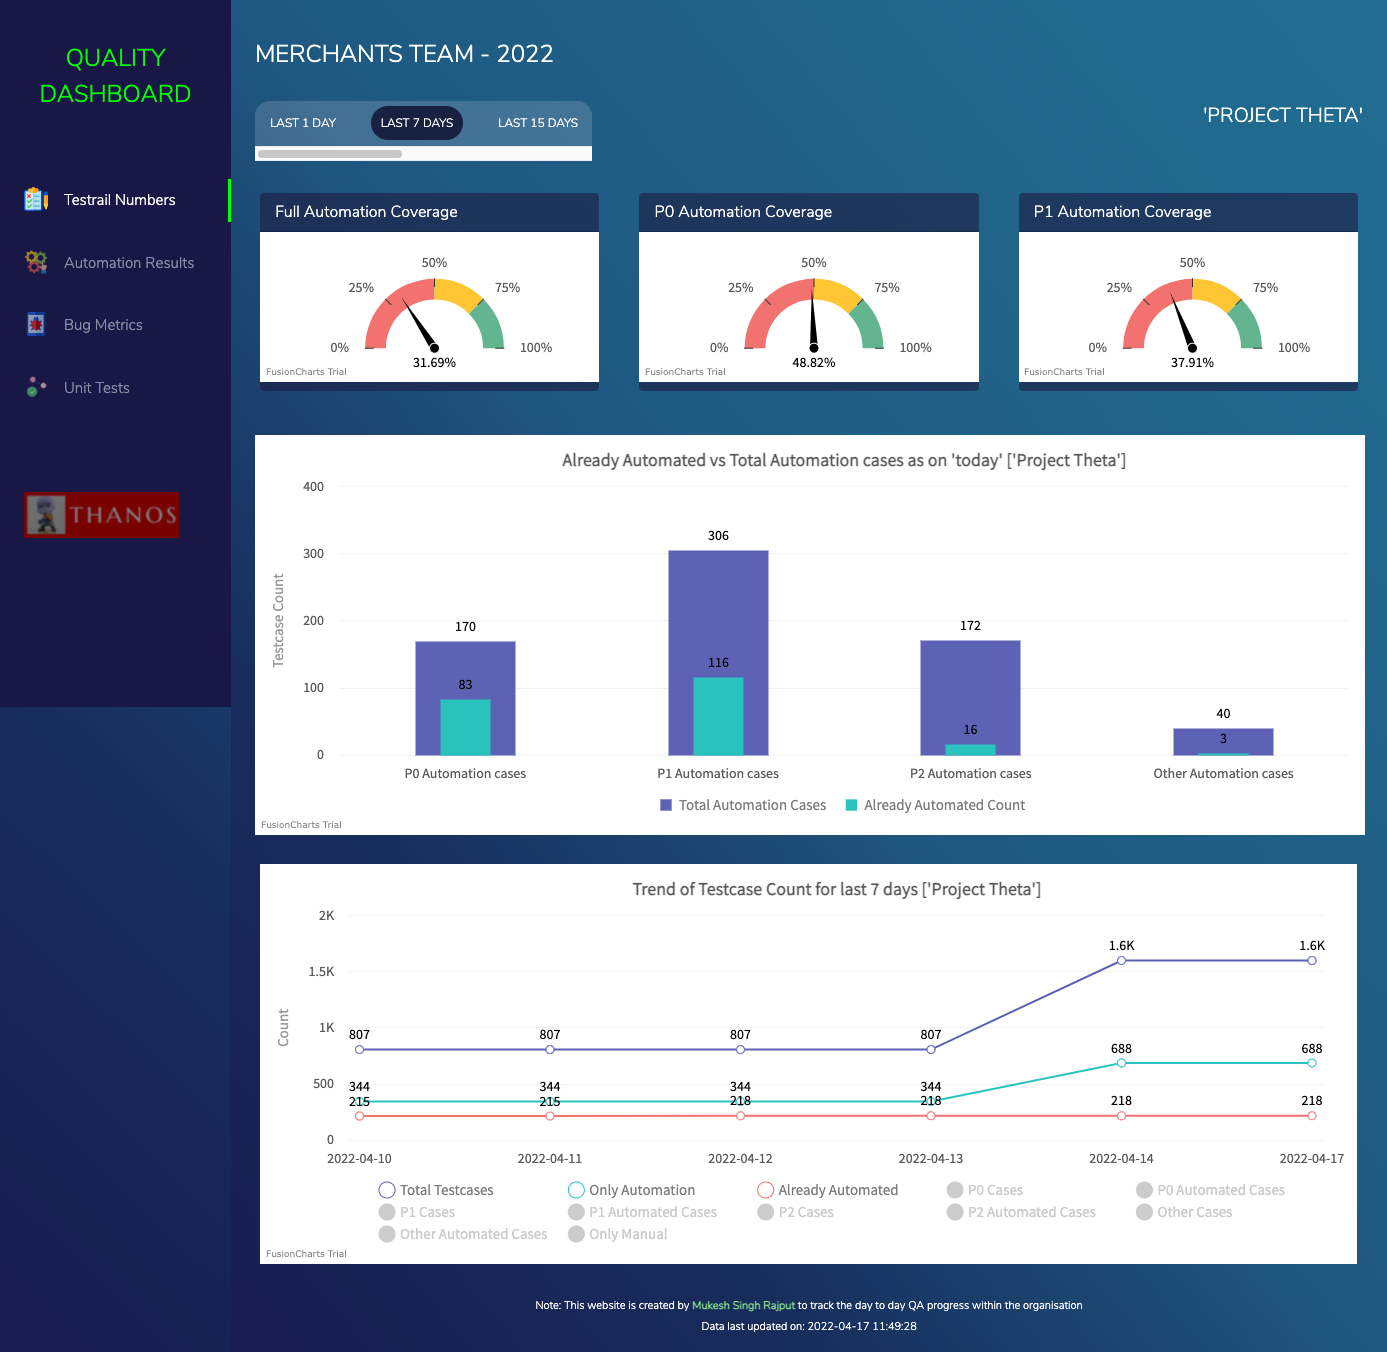 QUALITY
DASHBOARD
Testrail Numbers
Automation Results
Bug Metrics
Unit Tests
THANOS
MERCHANTS TEAM - 2022
LAST 1 DAY LAST 7 DAYS LAST 15 DAYS
'PROJECT THETA'
Full Automation Coverage
50%
25% 75%
0% 100%
31.69%
FusionCharts Trial
P0 Automation Coverage
50%
25% 75%
0% 100%
48.82%
FusionCharts Trial
P1 Automation Coverage
50%
25% 75%
0% 100%
37.91%
FusionCharts Trial
Already Automated vs Total Automation cases as on 'today' ['Project Theta']
Testcase Count
400
300
200
100
0
170
83
306
116
172
16
40
3
P0 Automation cases P1 Automation cases P2 Automation cases Other Automation cases
Total Automation Cases Already Automated Count
FusionCharts Trial
Trend of Testcase Count for last 7 days ['Project Theta']
Count
2K
1.5K
1K
500
0
807 807 807 807 1.6K 1.6K
344 344 344 344 688 688
215 215 218 218 218 218
2022-04-10 2022-04-11 2022-04-12 2022-04-13 2022-04-14 2022-04-17
Total Testcases Only Automation Already Automated P0 Cases P0 Automated Cases
P1 Cases P1 Automated Cases P2 Cases P2 Automated Cases Other Cases
Other Automated Cases Only Manual
FusionCharts Trial
Note: This website is created by Mukesh Singh Rajput to track the day to day QA progress within the organisation
Data last updated on: 2022-04-17 11:49:28